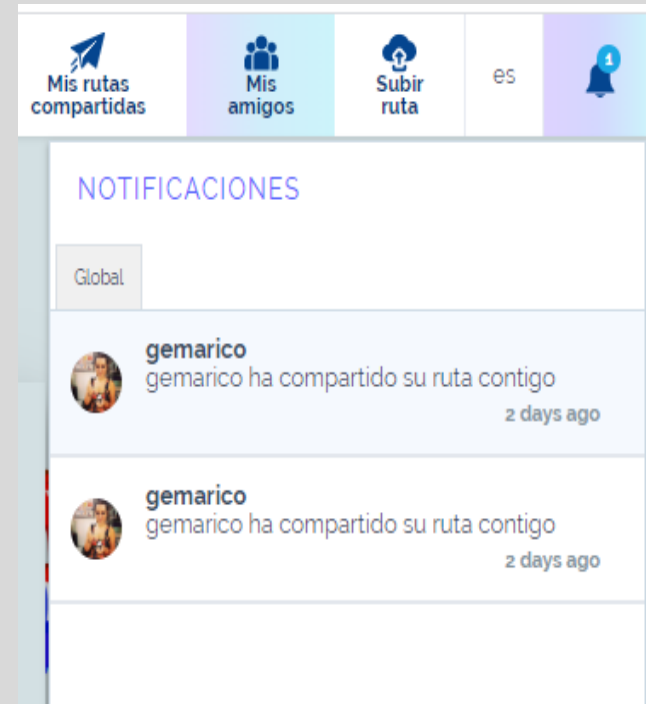 Mis rutas
compartidas
Mis
amigos
Subir
ruta
es
1
NOTIFICACIONES
Global
gemarico
gemarico ha compartido su ruta contigo
2 days ago
gemarico
gemarico ha compartido su ruta contigo
2 days ago